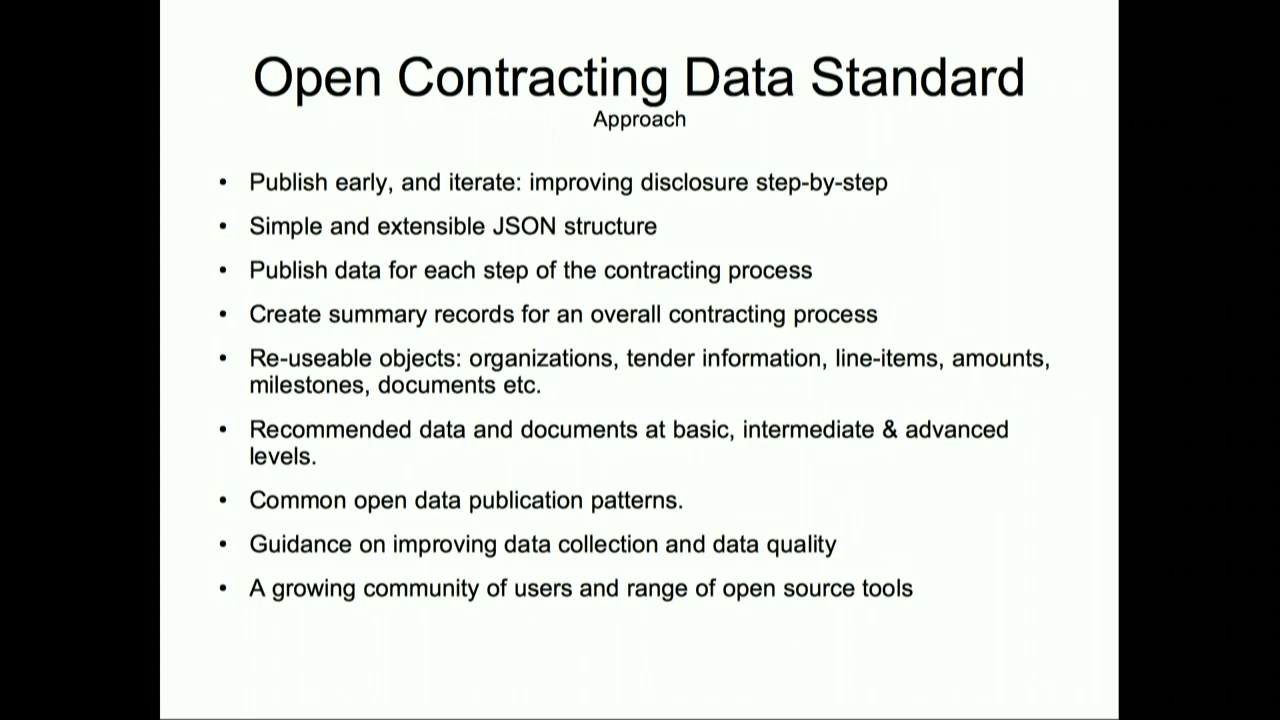 Open Contracting Data Standard
Approach
• Publish early, and iterate: improving disclosure step-by-step
• Simple and extensible JSON structure
• Publish data for each step of the contracting process
• Create summary records for an overall contracting process
• Re-useable objects: organizations, tender information, line-items, amounts,
milestones, documents etc.
• Recommended data and documents at basic, intermediate & advanced
levels.
• Common open data publication patterns.
• Guidance on improving data collection and data quality
• A growing community of users and range of open source tools